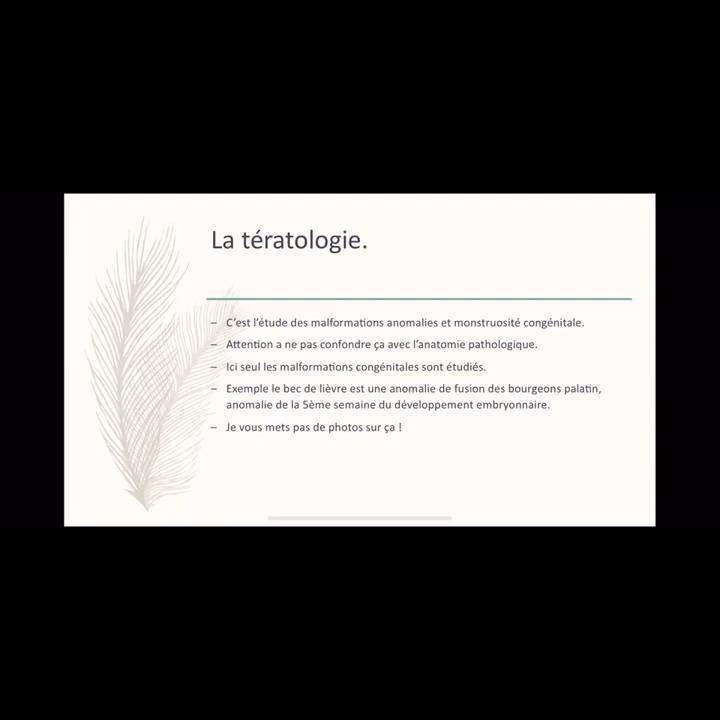 La tératologie.
– C’est l’étude des malformations anomalies et monstruosité congénitale.
– Attention a ne pas confondre ça avec l’anatomie pathologique.
– Ici seul les malformations congénitales sont étudiés.
– Exemple le bec de lièvre est une anomalie de fusion des bourgeons palatin,
anomalie de la 5ème semaine du développement embryonnaire.
– Je vous mets pas de photos sur ça !